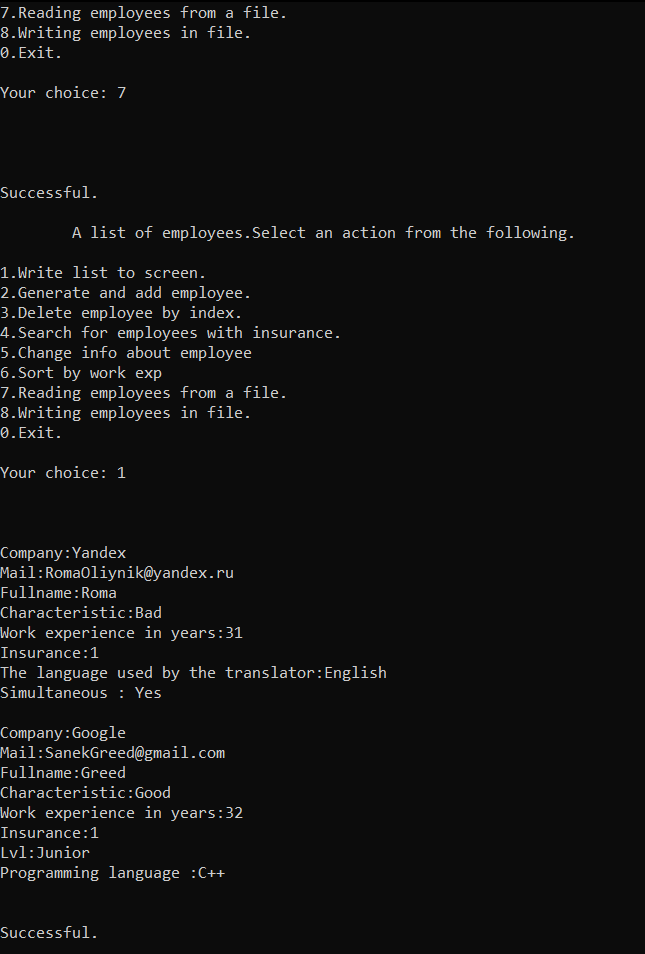 7.Reading employees from a file.
8.Writing employees in file.
0.Exit.
Your choice: 7
Successful.
A list of employees.Select an action from the following.
1.Write list to screen.
2.Generate and add employee.
3.Delete employee by index.
4.Search for employees with insurance.
5.Change info about employee
6.Sort by work exp
7.Reading employees from a file.
8.Writing employees in file.
0.Exit.
Your choice: 1
Company:Yandex
Mail:RomaOliynik@yandex.ru
Fullname:Roma
Characteristic:Bad
Work experience in years:31
Insurance:1
The language used by the translator:English
Simultaneous : Yes
Company:Google
Mail:SanekGreed@gmail.com
Fullname:Greed
Characteristic:Good
Work experience in years:32
Insurance:1
Lvl:Junior
Programming language :C++
Successful.